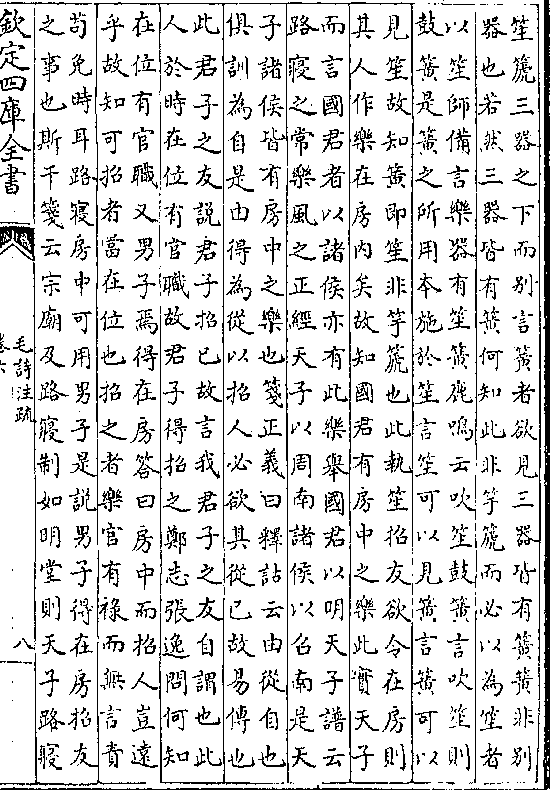 笙箎三器之下而别言簧者欲見三器皆有簧簧非别
器也若然三器皆有簧何知此非竽箎而必以為笙者
以笙師備言樂器有笙簧鹿鳴云吹笙鼓簧言吹笙則
鼓簧是簧之所用本施於笙言笙可以見簧言簧可以
見笙故知簧即笙非竽箎也此執笙招友欲令在房則
其人作樂在房内矣故知國君有房中之樂此實天子
而言國君者以諸侯亦有此樂舉國君以明天子譜云
路寢之常樂風之正經天子以周南諸侯以召南是天
子諸侯皆有房中之樂也箋正義曰釋詁云由從自也
俱訓為自是由得為從以招人必欲其從已故易傳也
此君子之友説君子招已故言我君子之友自謂也此
人於時在位有官職故君子得招之鄭志張逸問何知
在位有官職又男子焉得在房答曰房中而招人豈遠
乎故知可招者當在位也招之者樂官有祿而無言責
苟免時耳路寢房中可用男子是説男子得在房招友
之事也斯干箋云宗廟及路寢制如明堂則天子路寢
欽定四庫全書
毛詩注疏
卷六
八